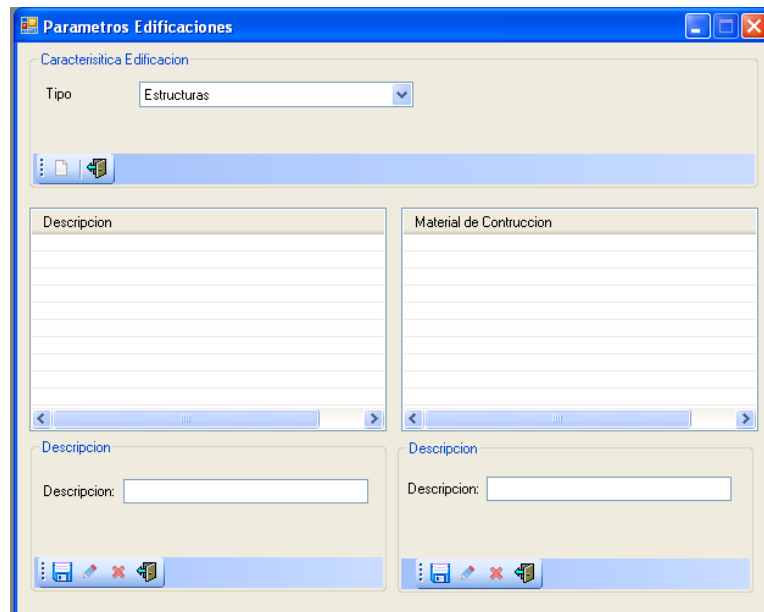 Parametros Edificaciones
Caracterisitica Edificacion
Tipo Estructuras
Descripcion
Material de Contruccion
Descripcion
Descripcion:
Descripcion
Descripcion: